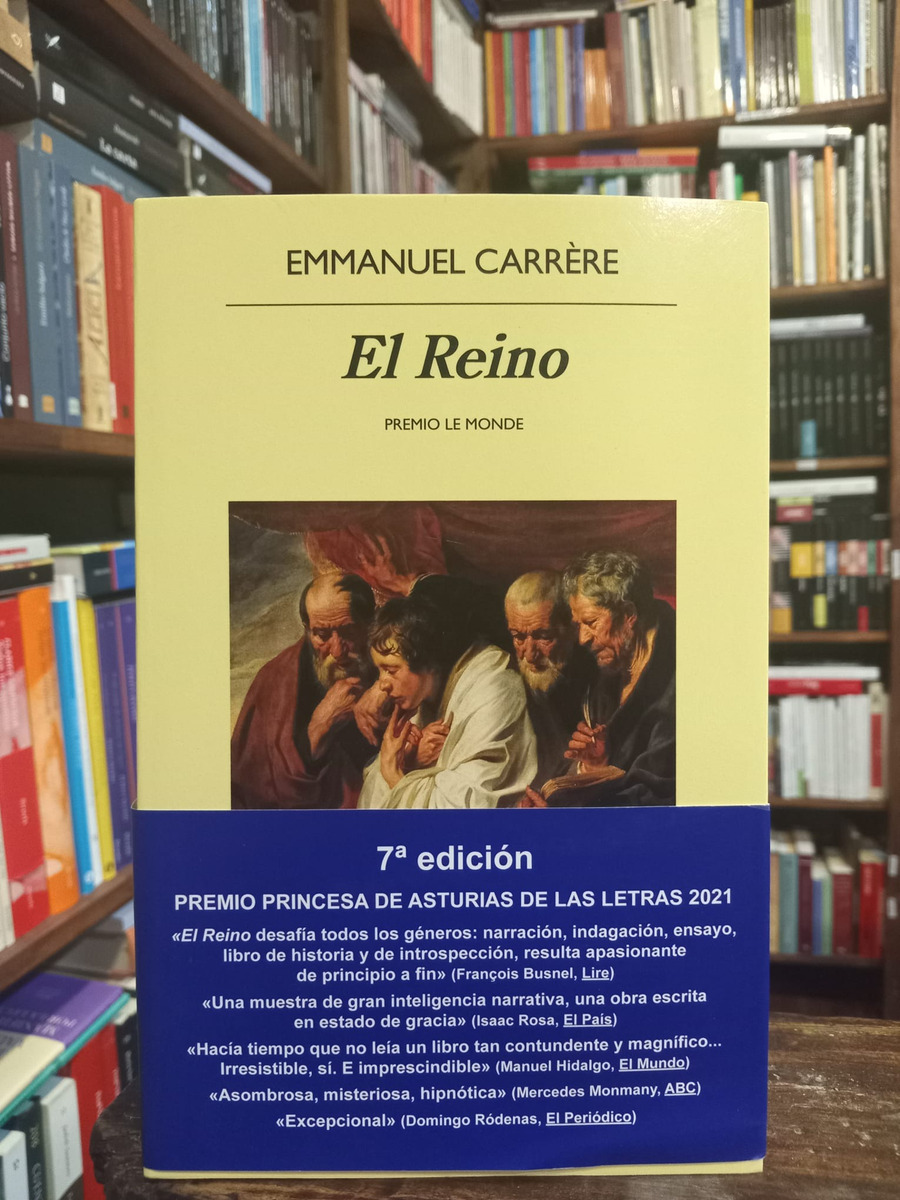 EMMANUEL CARRÈRE
El Reino
PREMIO LE MONDE
7ª edición
PREMIO PRINCESA DE ASTURIAS DE LAS LETRAS 2021
«El Reino desafía todos los géneros: narración, indagación, ensayo,
libro de historia y de introspección, resulta apasionante
de principio a fin» (François Busnel, Lire)
«Una muestra de gran inteligencia narrativa, una obra escrita
en estado de gracia» (Isaac Rosa, El País)
«Hacía tiempo que no leía un libro tan contundente y magnífico...
Irresistible, sí. E imprescindible» (Manuel Hidalgo, El Mundo)
«Asombrosa, misteriosa, hipnótica» (Mercedes Monmany, ABC)
«Excepcional» (Domingo Ródenas, El Periódico)